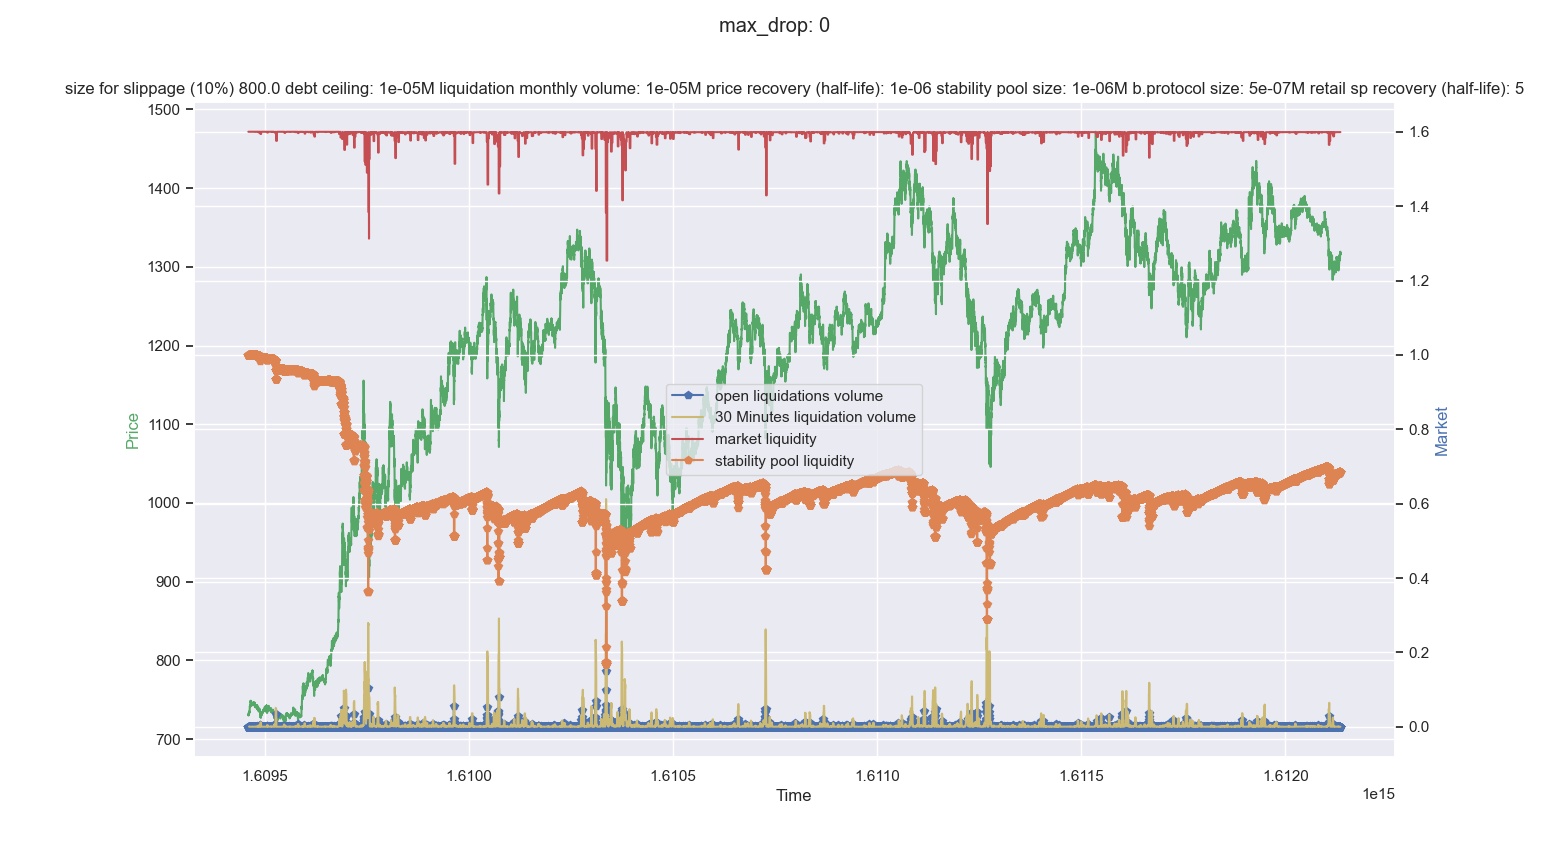 max_drop: 0
size for slippage (10%) 800.0 debt ceiling: 1e-05M liquidation monthly volume: 1e-05M price recovery (half-life): 1e-06 stability pool size: 1e-06M b.protocol size: 5e-07M retail sp recovery (half-life): 5
1500
1400
1300
1200
1100
1000
900
800
700
Price
open liquidations volume
30 Minutes liquidation volume
market liquidity
stability pool liquidity
1.6
1.4
1.2
1.0
0.8
0.6
0.4
0.2
0.0
Market
1.6095 1.6100 1.6105 1.6110 1.6115 1.6120
Time
1e15